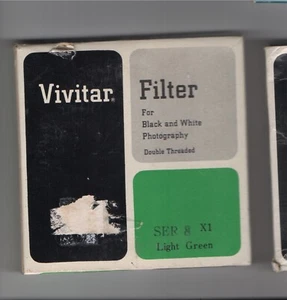 Vivitar
Filter
For
Black and White
Photography
Double Threaded
SER 8 X1
Light Green